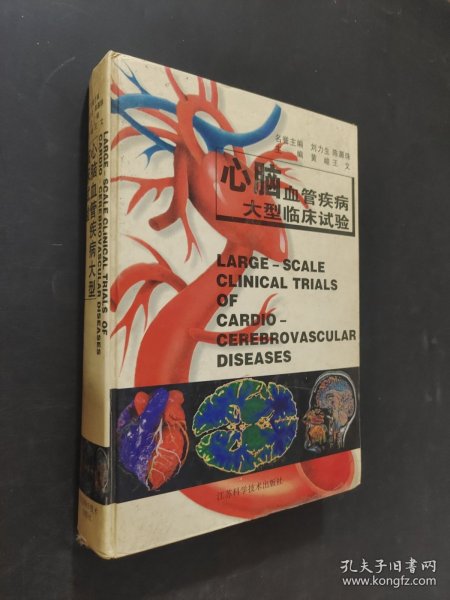 名誉主编 刘力生 陈灏珠
主编 黄峻 王文
心脑血管疾病
大型临床试验
LARGE-SCALE
CLINICAL TRIALS
OF
CARDIO-
CEREBROVASCULAR
DISEASES
江苏科学技术出版社
LARGE-SCALE CLINICAL TRIALS OF
CARDIO-CEREBROVASCULAR DISEASES
心脑血管疾病大型
孔夫子旧书网
www.kongfz.com